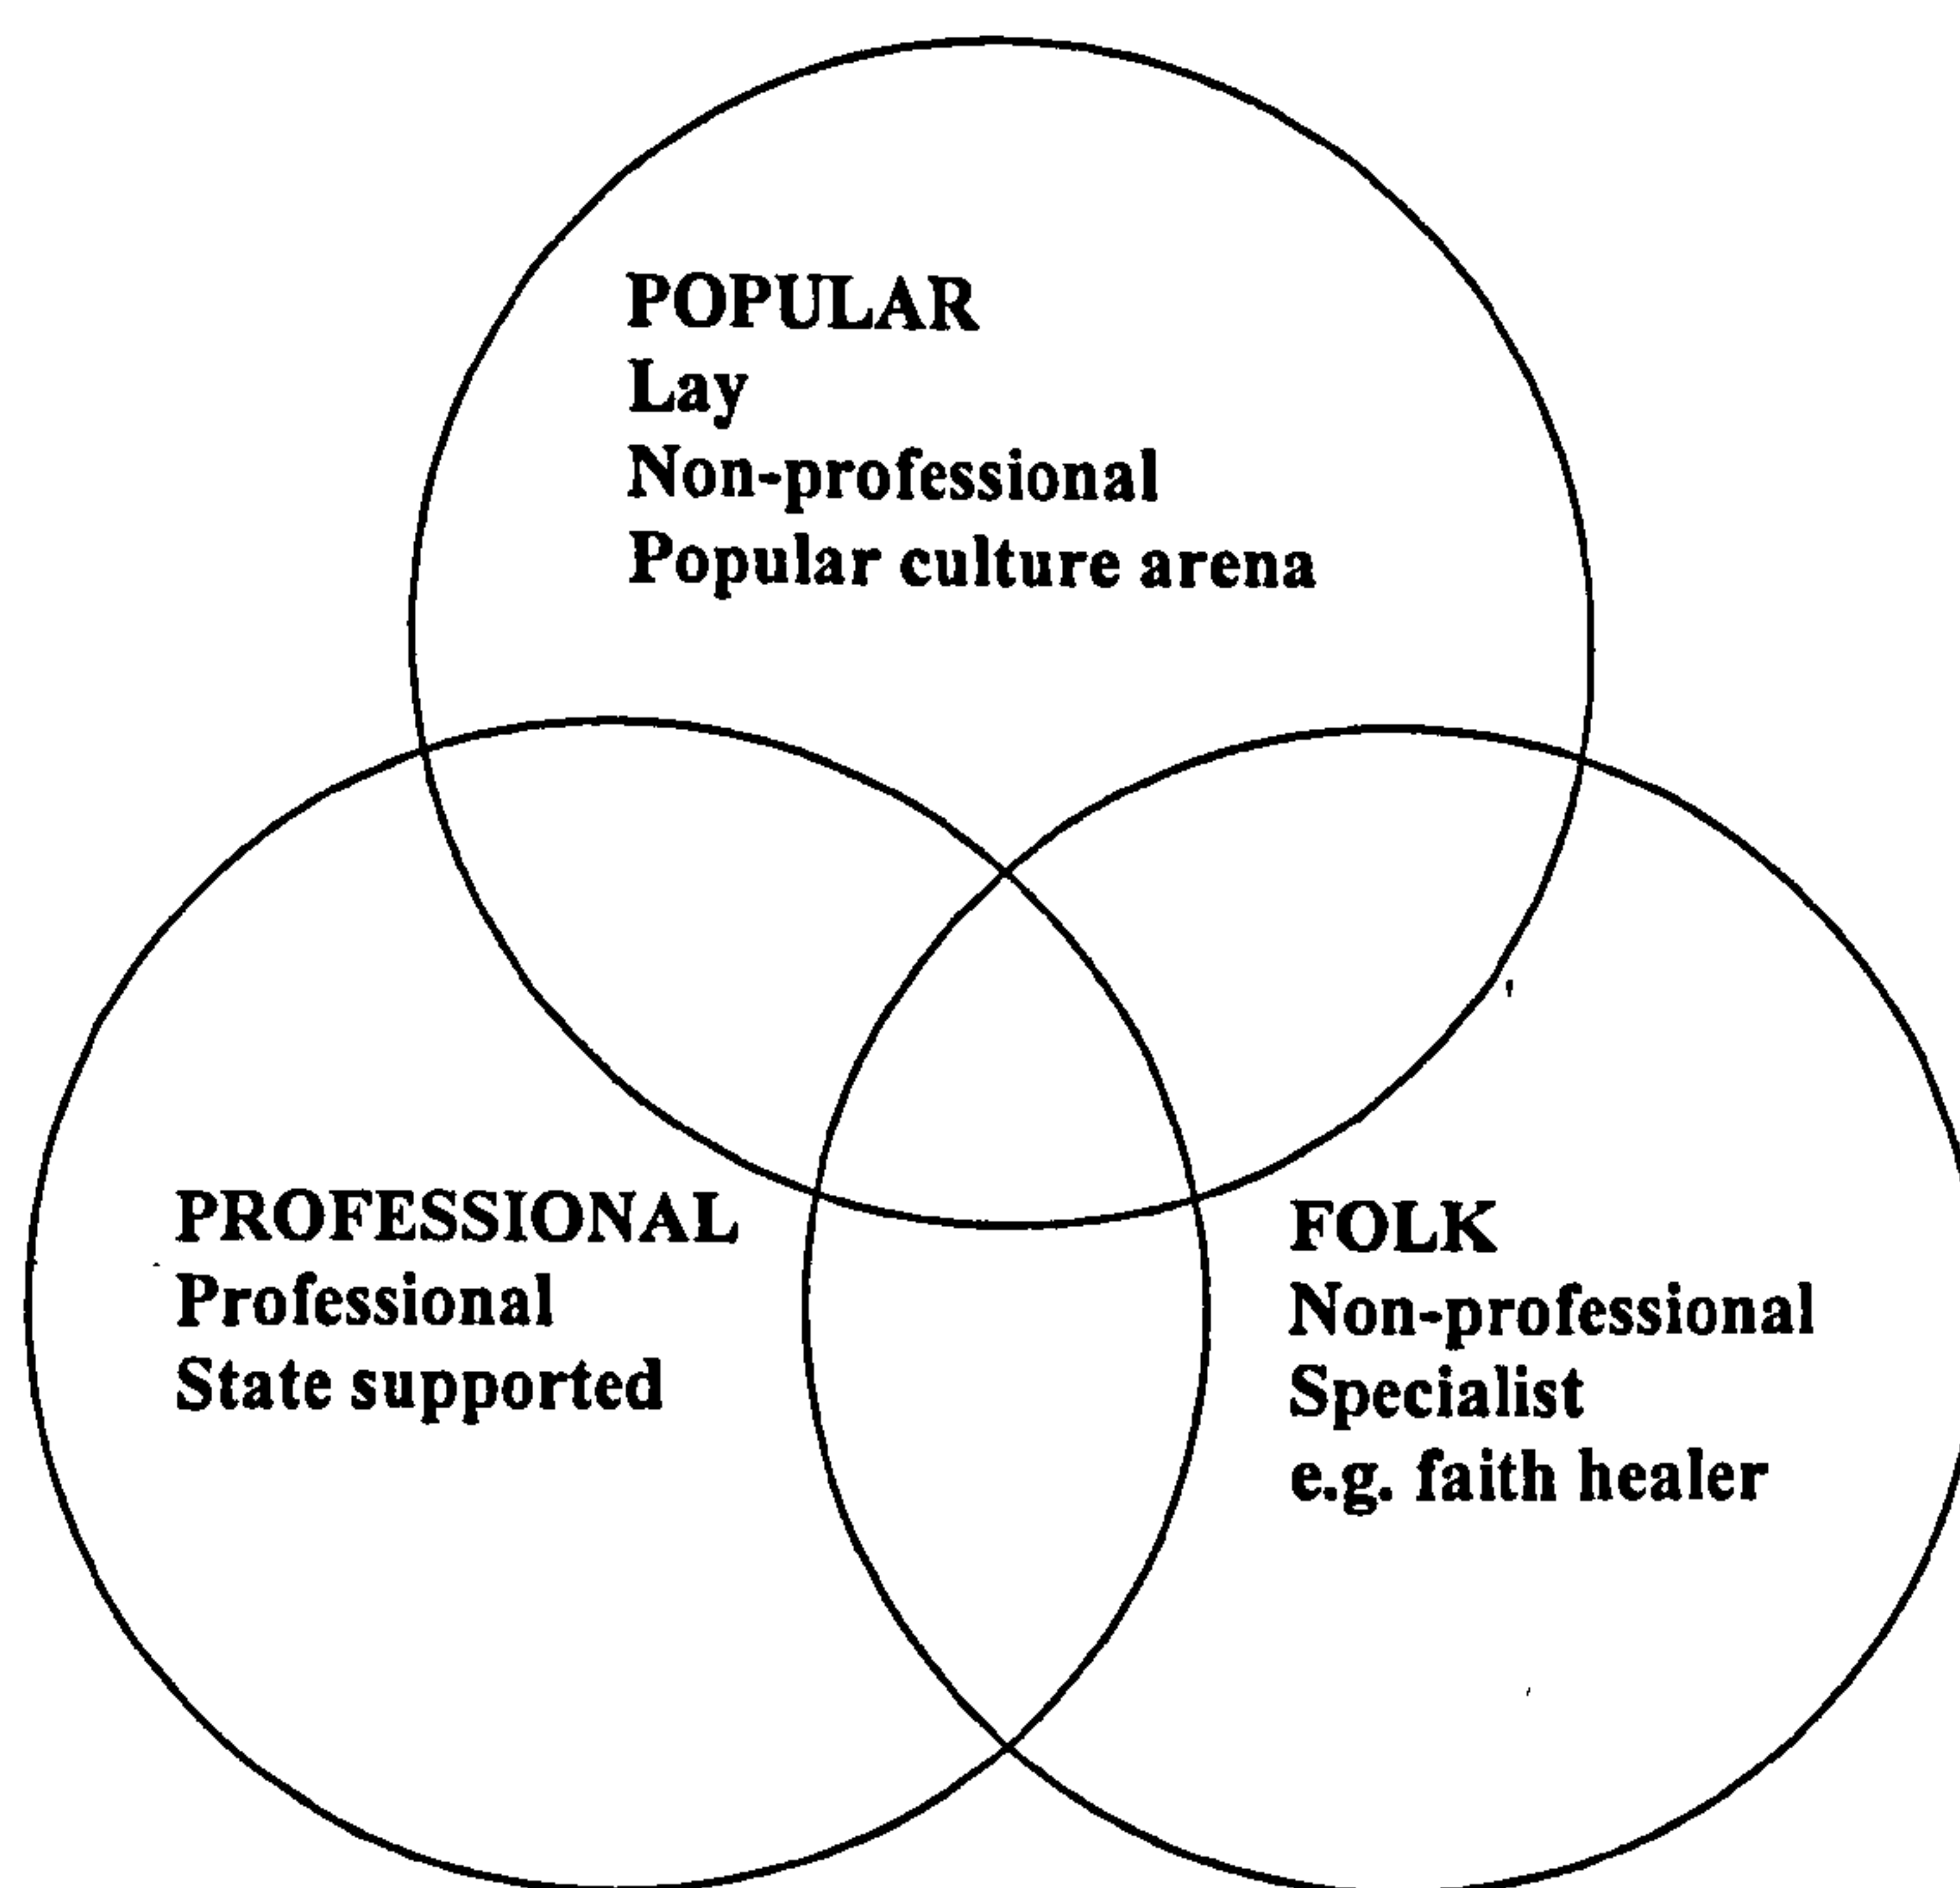 POPULAR
Lay
Non-professional
Popular culture arena
PROFESSIONAL
Professional
State supported
FOLK
Non-professional
Specialist
e.g. faith healer